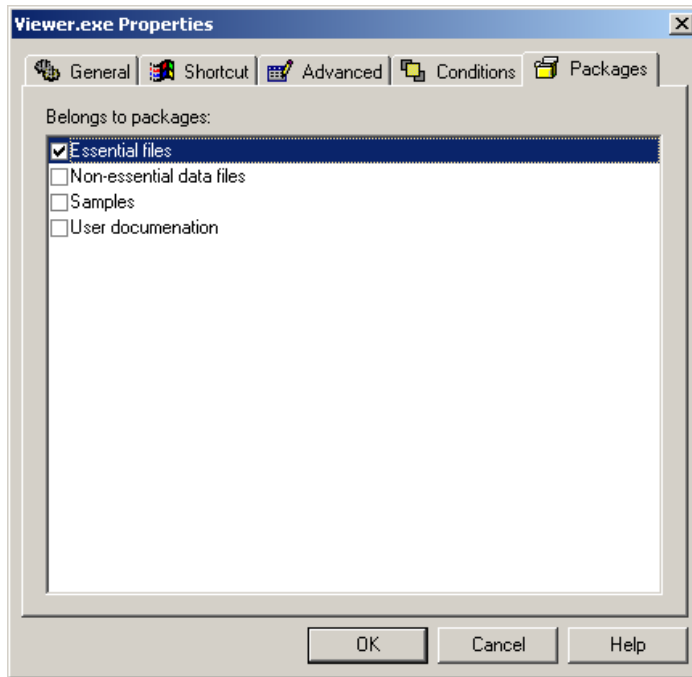 Viewer.exe Properties
General Shortcut Advanced Conditions Packages
Belongs to packages:
Essential files
Non-essential data files
Samples
User documenation
OK Cancel Help